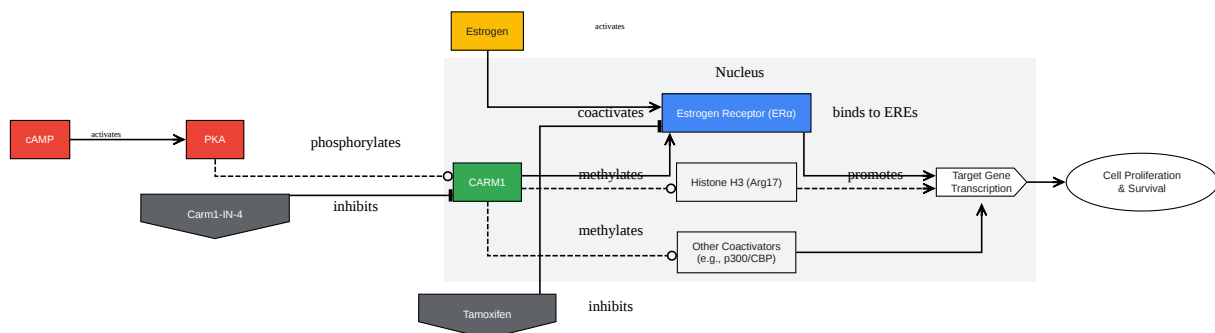 Estrogen
activates
Nucleus
coactivates
Estrogen Receptor (ERα)
binds to EREs
cAMP
activates
PKA
phosphorylates
CARM1
methylates
Histone H3 (Arg17)
promotes
Target Gene
Transcription
Cell Proliferation
& Survival
Carm1-IN-4
inhibits
methylates
Other Coactivators
(e.g., p300/CBP)
Tamoxifen
inhibits